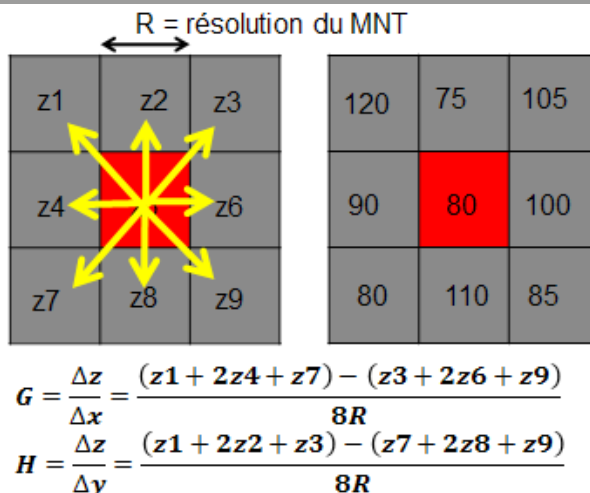 R = résolution du MNT
z1 z2 z3
z4 z6
z7 z8 z9
120 75 105
90 80 100
80 110 85
G = Δz/Δx = (z1 + 2z4 + z7) − (z3 + 2z6 + z9)/8R
H = Δz/Δy = (z1 + 2z2 + z3) − (z7 + 2z8 + z9)/8R